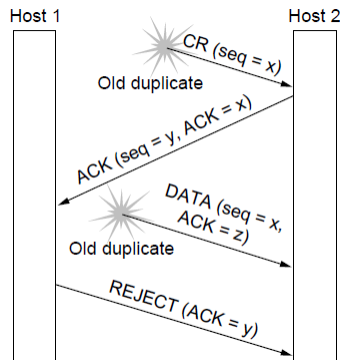 Host 1
Host 2
CR (seq = x)
Old duplicate
ACK (seq = y, ACK = x)
DATA (seq = x,
ACK = z)
Old duplicate
REJECT (ACK = y)